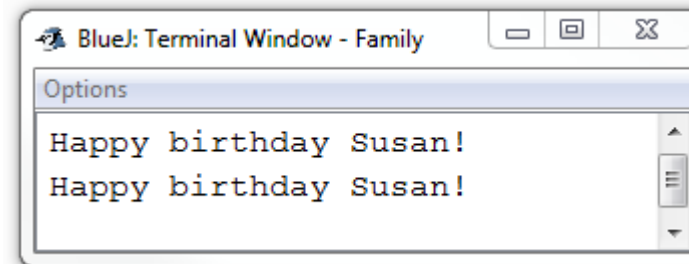 BlueJ: Terminal Window - Family
Options
Happy birthday Susan!
Happy birthday Susan!